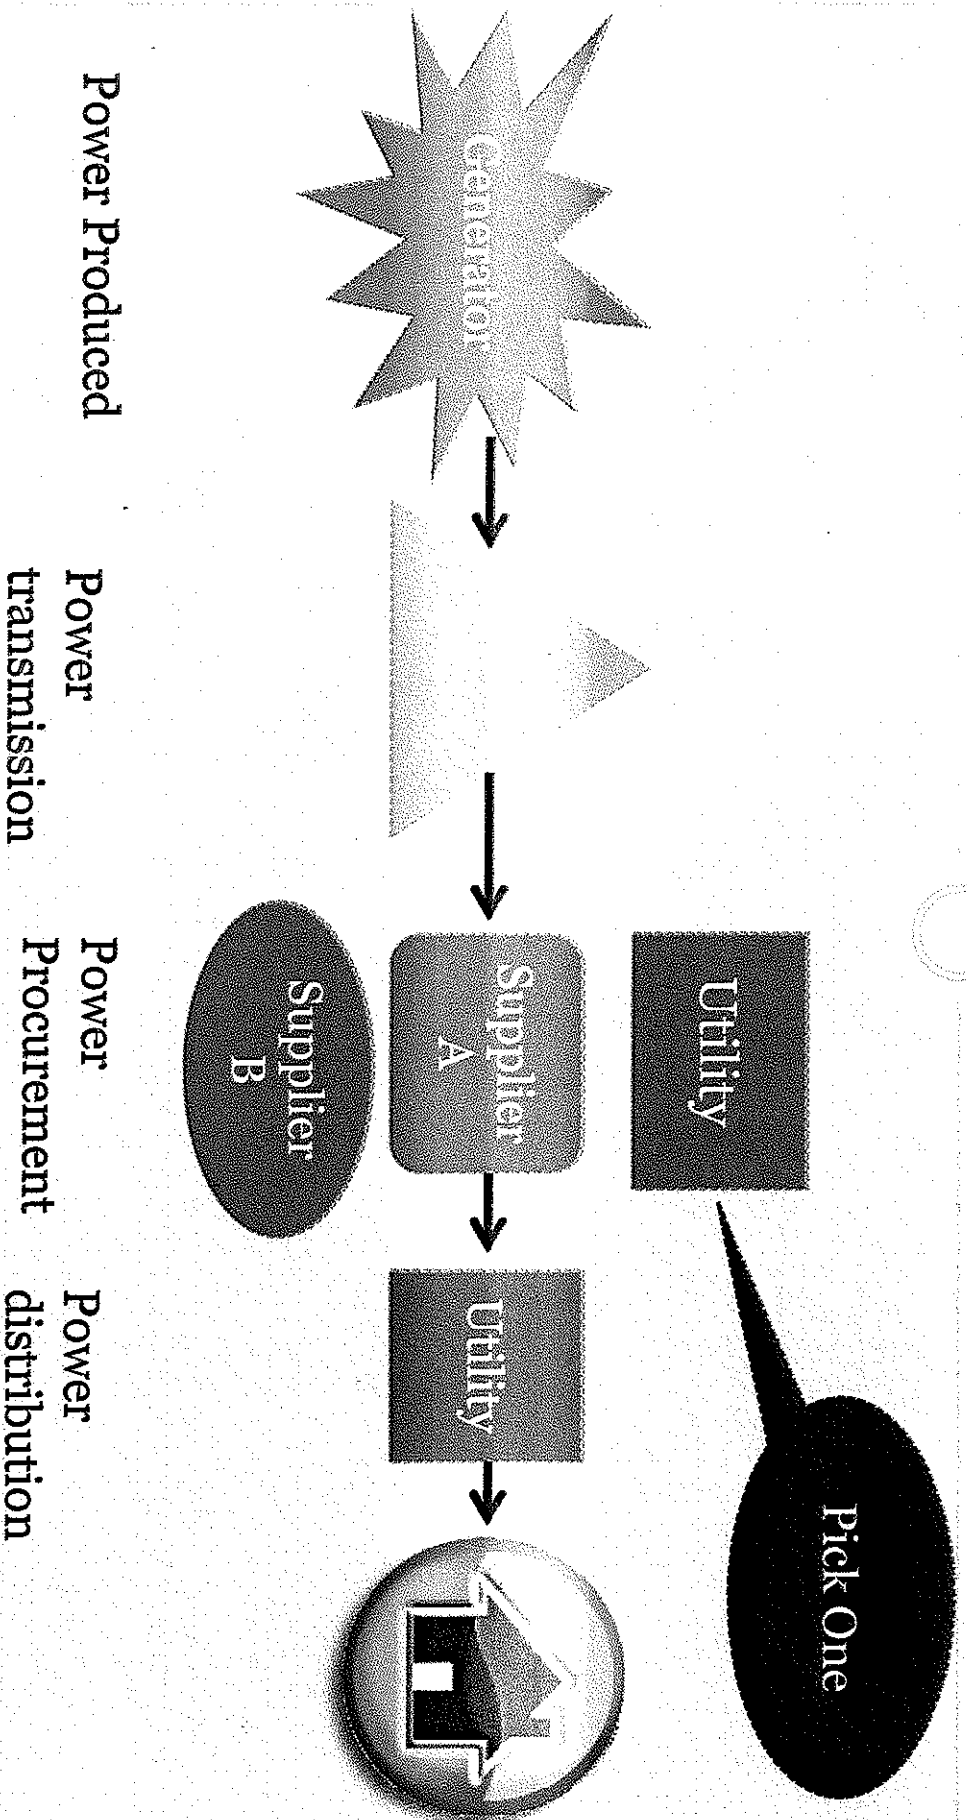 Pick One
Utility
Generator
Supplier
A
Utility
Supplier
B
Power Produced
Power
transmission
Power
Procurement
Power
distribution